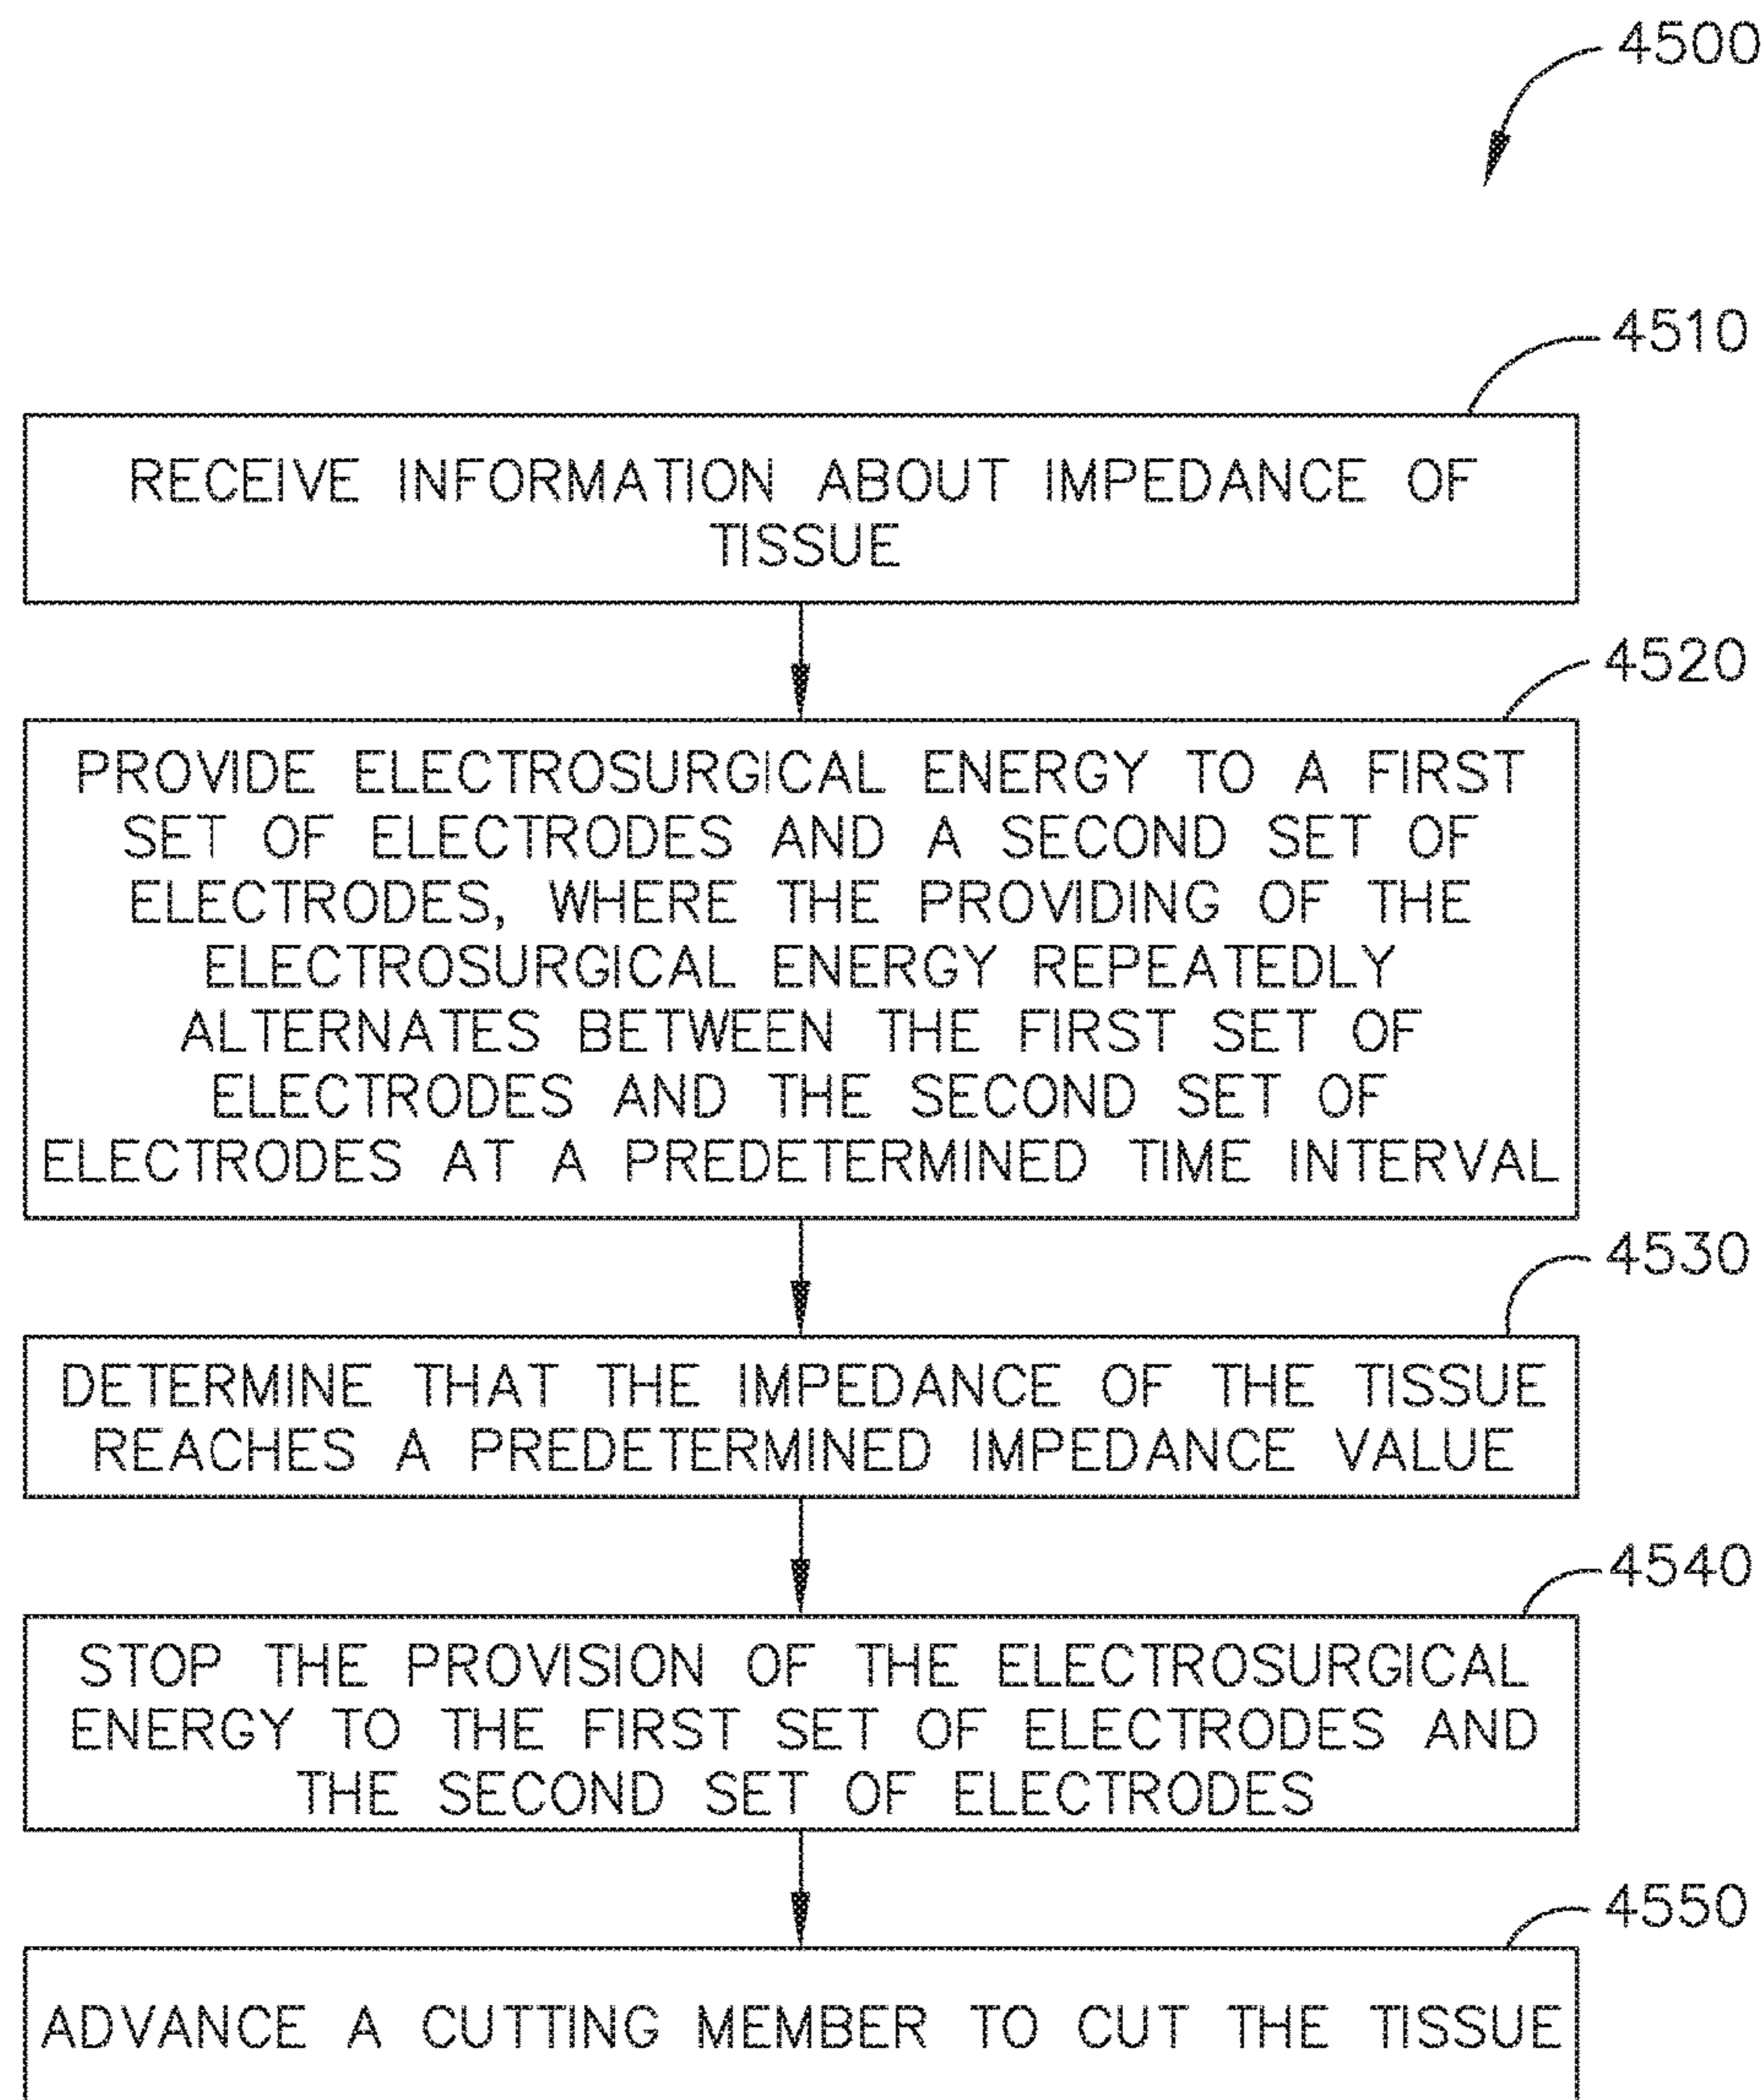 4500
4510
RECEIVE INFORMATION ABOUT IMPEDANCE OF
TISSUE
4520
PROVIDE ELECTROSURGICAL ENERGY TO A FIRST
SET OF ELECTRODES AND A SECOND SET OF
ELECTRODES, WHERE THE PROVIDING OF THE
ELECTROSURGICAL ENERGY REPEATEDLY
ALTERNATES BETWEEN THE FIRST SET OF
ELECTRODES AND THE SECOND SET OF
ELECTRODES AT A PREDETERMINED TIME INTERVAL
4530
DETERMINE THAT THE IMPEDANCE OF THE TISSUE
REACHES A PREDETERMINED IMPEDANCE VALUE
4540
STOP THE PROVISION OF THE ELECTROSURGICAL
ENERGY TO THE FIRST SET OF ELECTRODES AND
THE SECOND SET OF ELECTRODES
4550
ADVANCE A CUTTING MEMBER TO CUT THE TISSUE